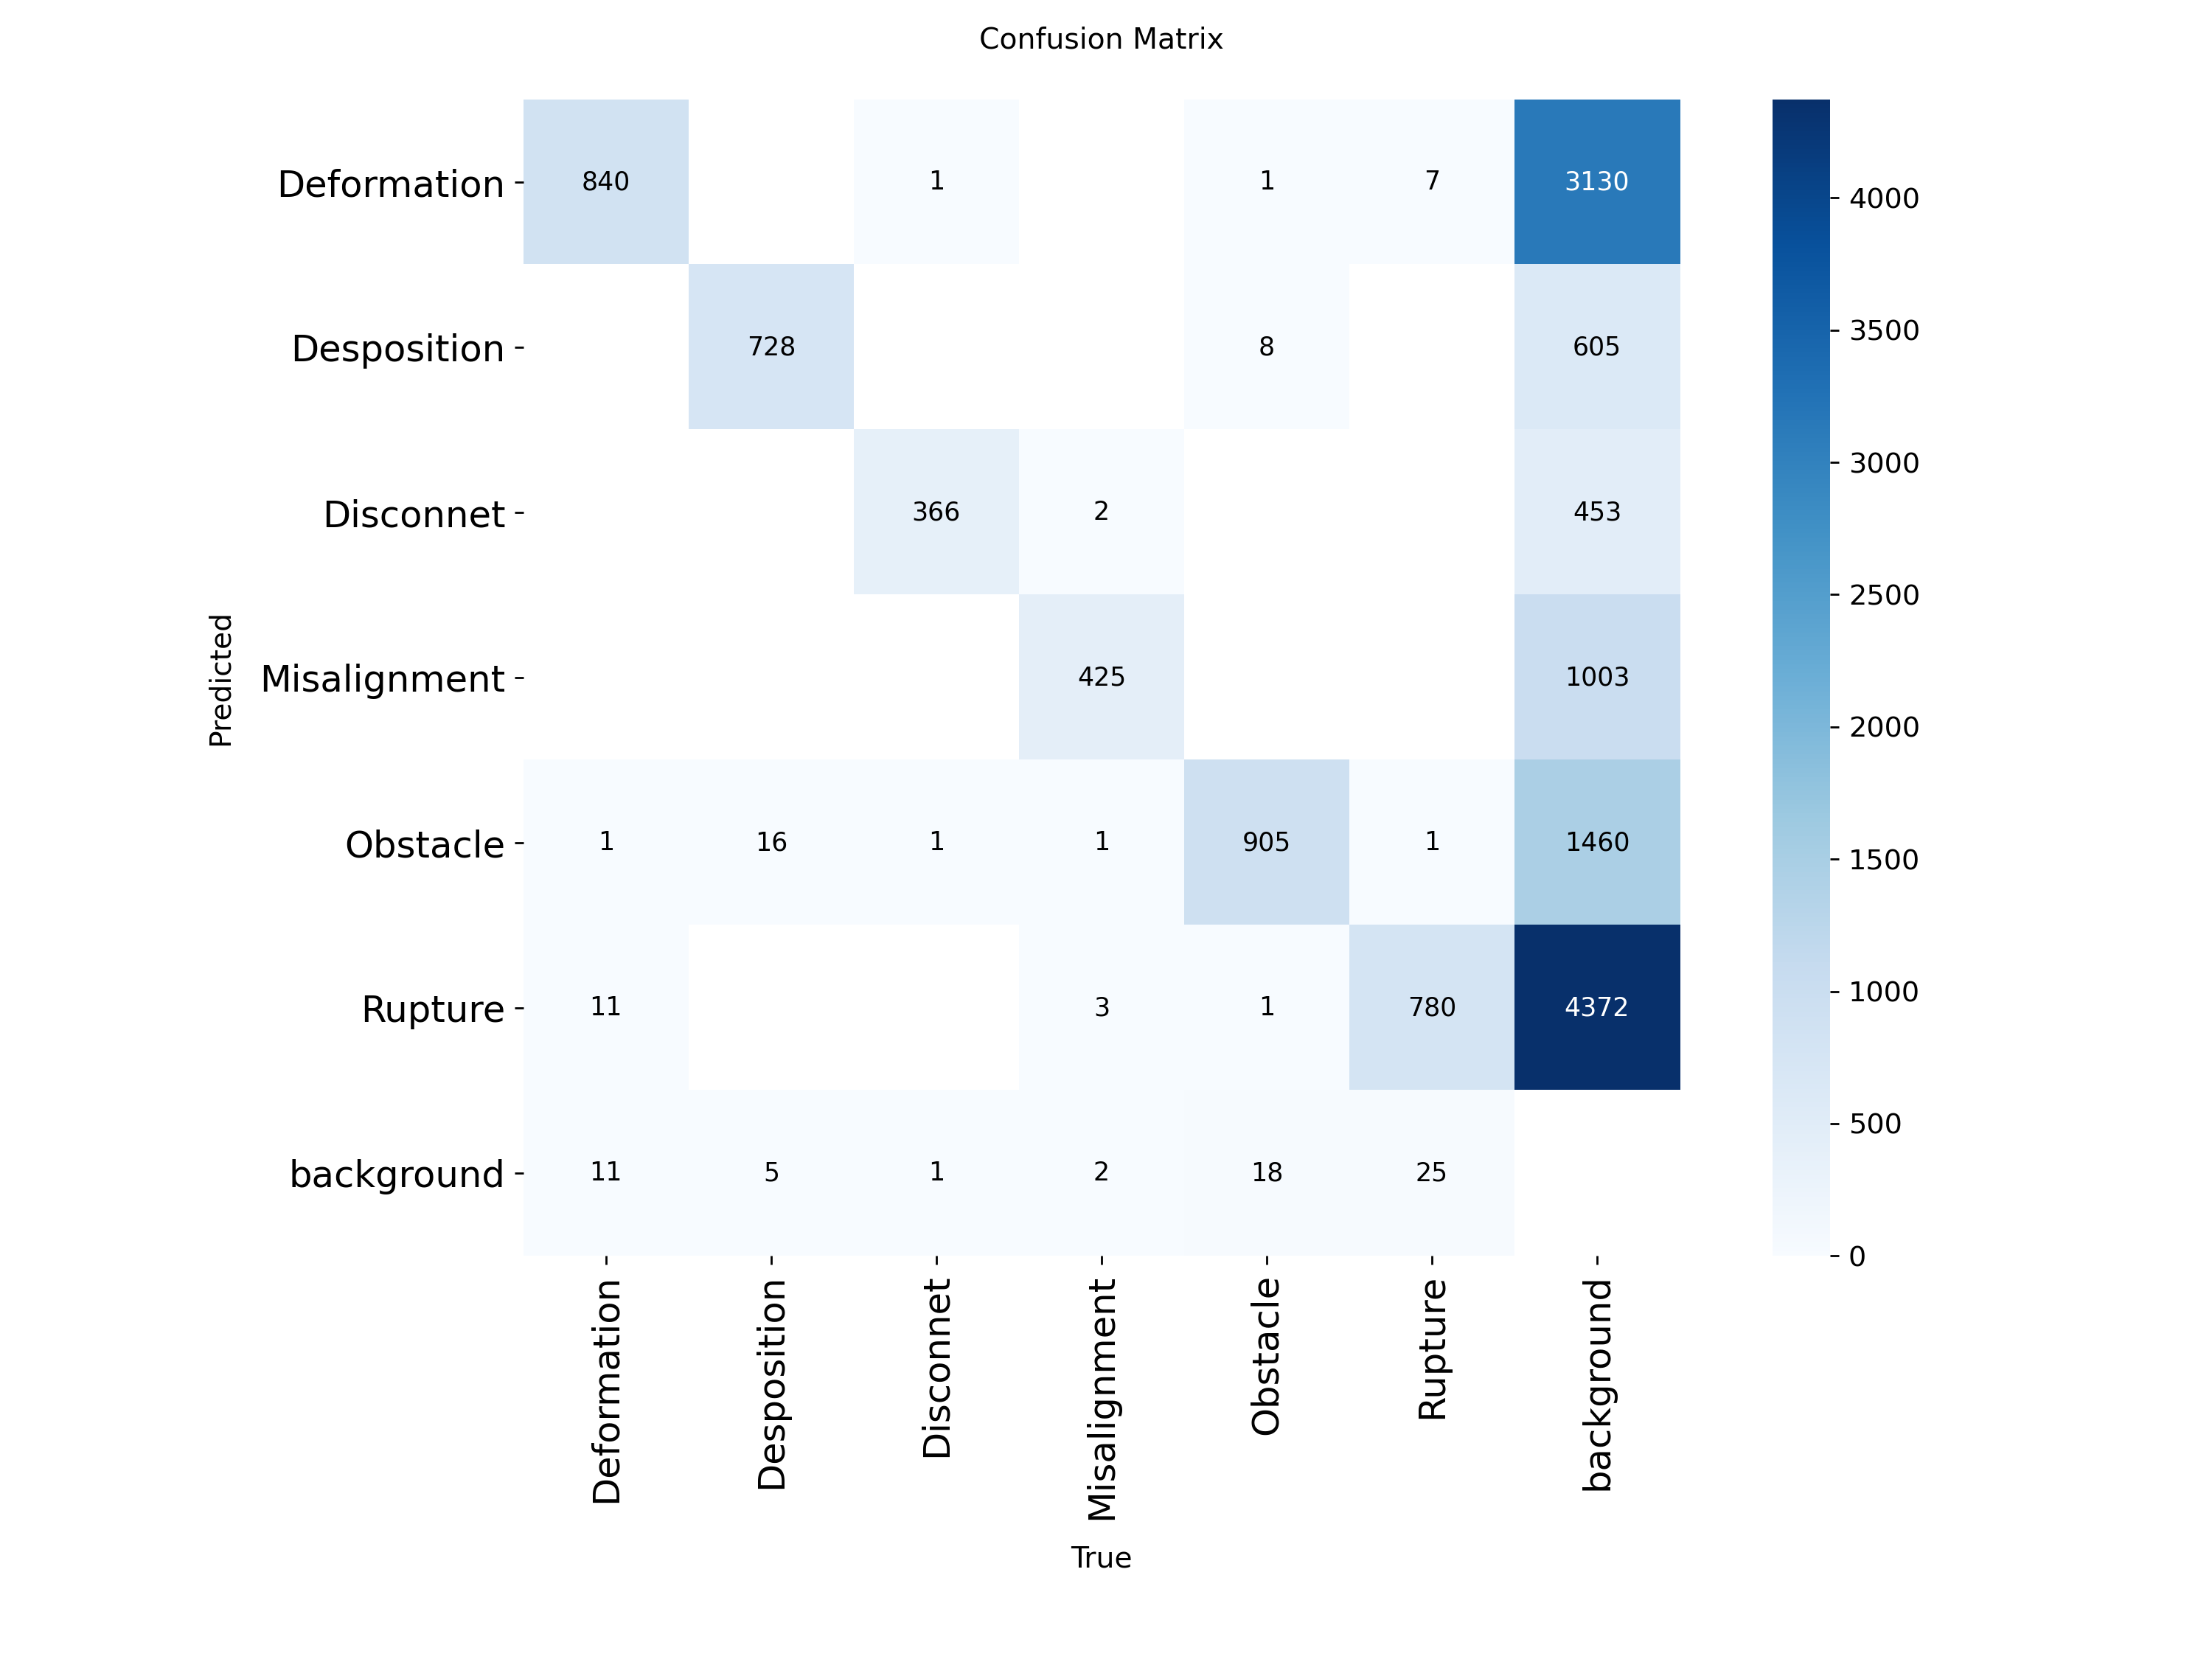 Confusion Matrix
Deformation 840 1 1 7 3130
Desposition 728 8 605
Disconnet 366 2 453
Misalignment 425 1003
Obstacle 1 16 1 1 905 1 1460
Rupture 11 3 1 780 4372
background 11 5 1 2 18 25
Predicted
Deformation Desposition Disconnet Misalignment Obstacle Rupture background
True
4000
3500
3000
2500
2000
1500
1000
500
0